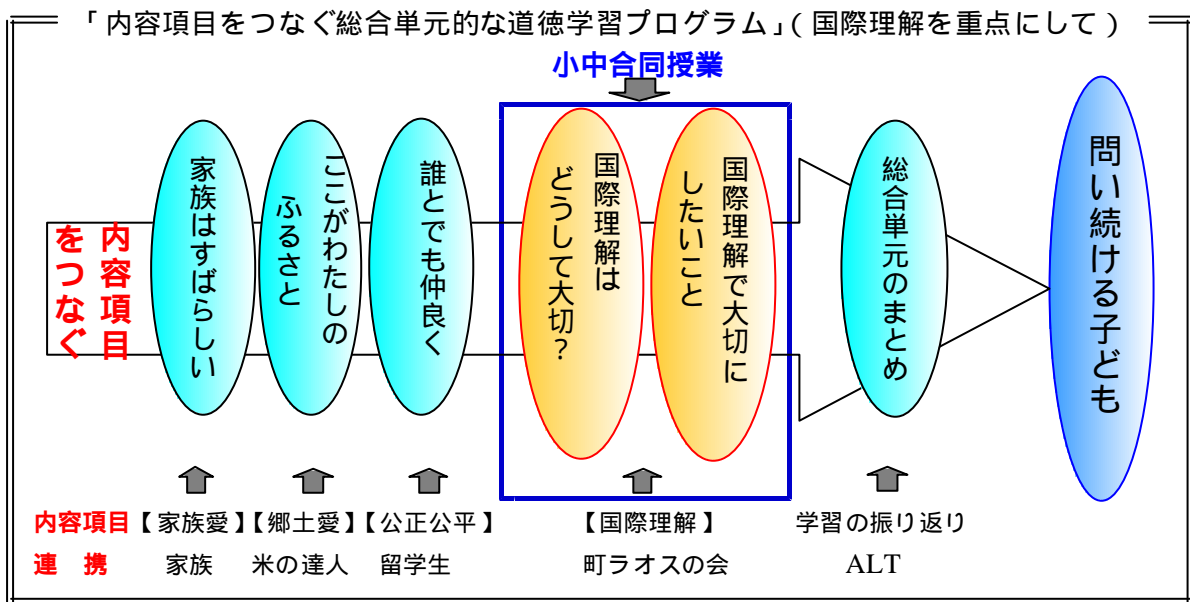 「内容項目をつなぐ総合単元的な道徳学習プログラム」(国際理解を重点にして)
小中合同授業
内容項目
をつなぐ
家族はすばらしい
ここがわたしの
ふるさと
誰とでも仲良く
国際理解は
どうして大切?
国際理解で大切に
したいこと
総合単元のまとめ
問い続ける子ども
内容項目【家族愛】【郷土愛】【公正公平】【国際理解】学習の振り返り
連 携 家族 米の達人 留学生 町ラオスの会 ALT